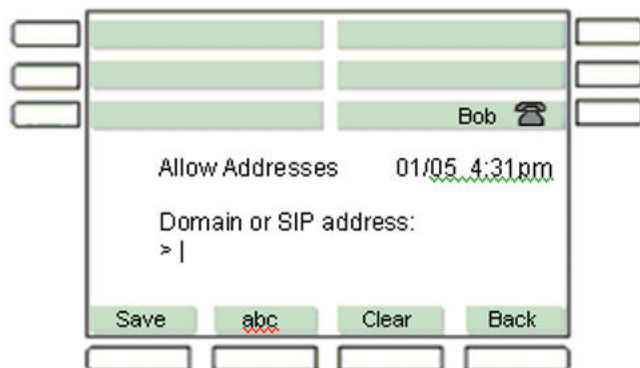 Bob
Allow Addresses 01/05 4:31pm
Domain or SIP address:
> |
Save abc Clear Back